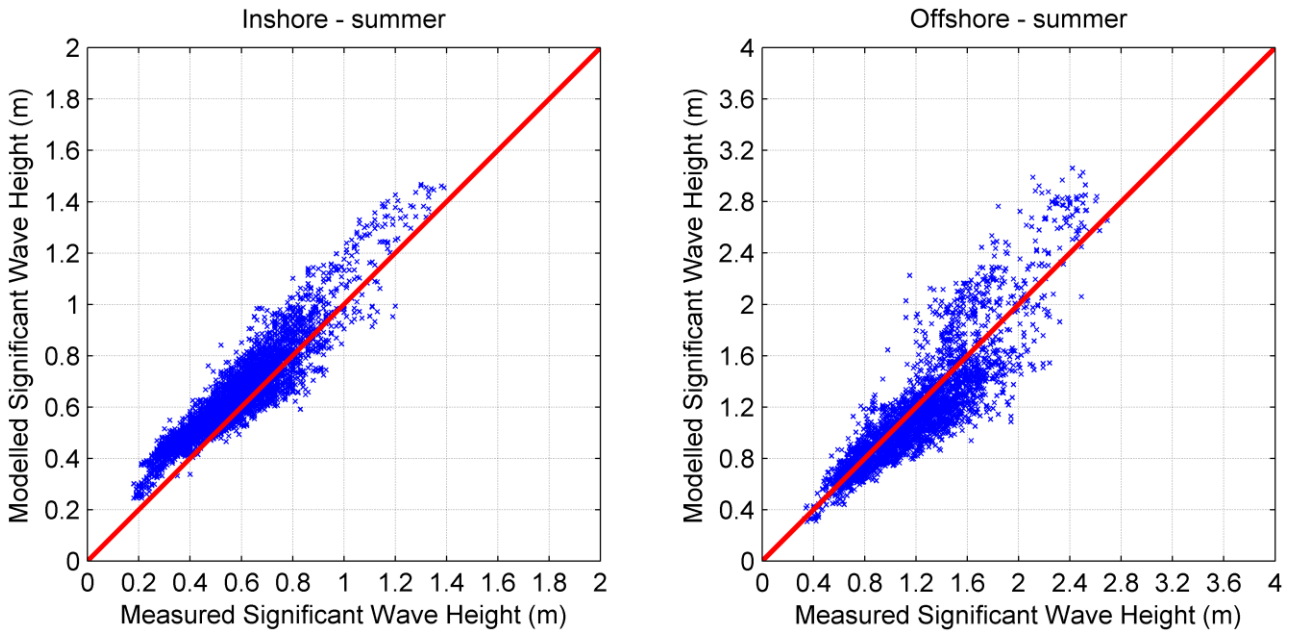 Inshore - summer
Modelled Significant Wave Height (m)
2
1.8
1.6
1.4
1.2
1
0.8
0.6
0.4
0.2
0
0 0.2 0.4 0.6 0.8 1 1.2 1.4 1.6 1.8 2
Measured Significant Wave Height (m)
Offshore - summer
Modelled Significant Wave Height (m)
4
3.6
3.2
2.8
2.4
2
1.6
1.2
0.8
0.4
0
0 0.4 0.8 1.2 1.6 2 2.4 2.8 3.2 3.6 4
Measured Significant Wave Height (m)